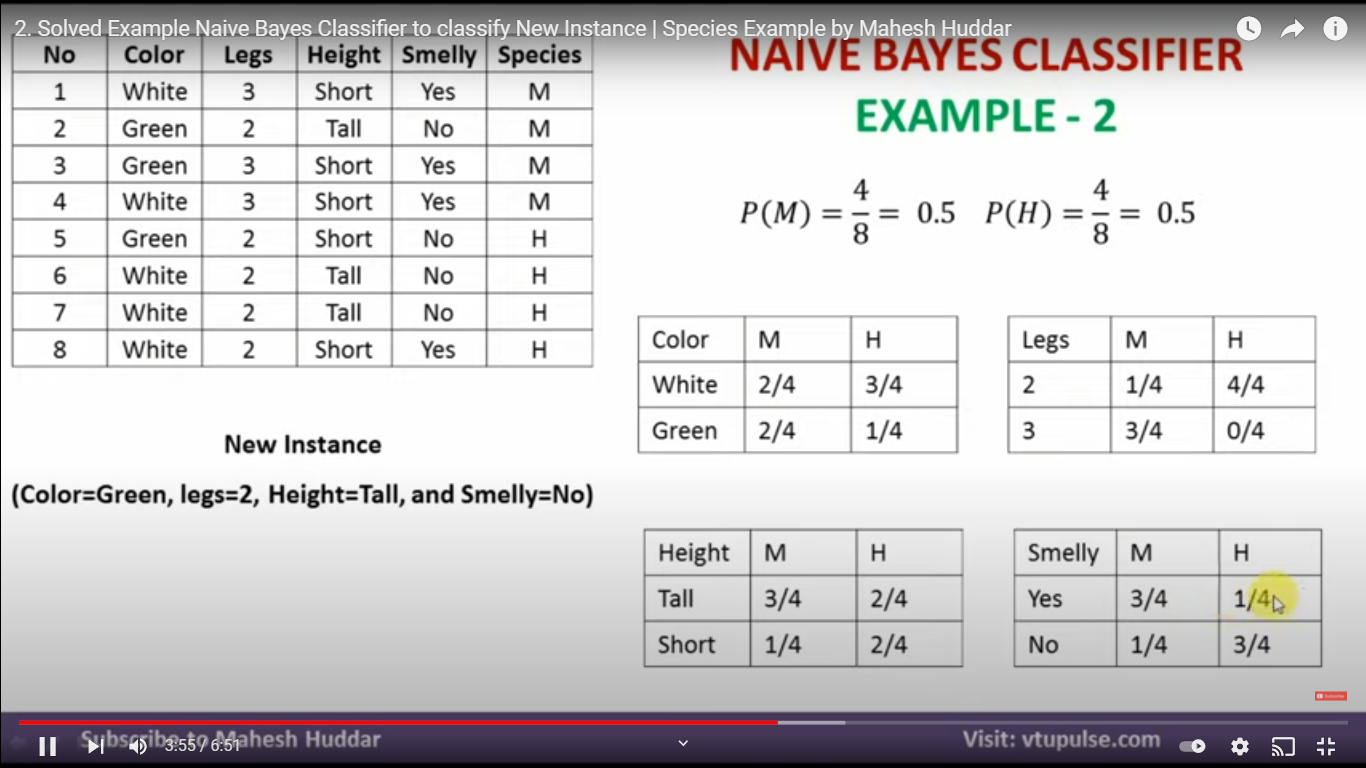 2. Solved Example Naive Bayes Classifier to classify New Instance | Species Example by Mahesh Huddar
No Color Legs Height Smelly Species
1 White 3 Short Yes M
2 Green 2 Tall No M
3 Green 3 Short Yes M
4 White 3 Short Yes M
5 Green 2 Short No H
6 White 2 Tall No H
7 White 2 Tall No H
8 White 2 Short Yes H
New Instance
(Color=Green, legs=2, Height=Tall, and Smelly=No)
NAIVE BAYES CLASSIFIER
EXAMPLE - 2
P(M) = 4/8 = 0.5 P(H) = 4/8 = 0.5
Color M H
White 2/4 3/4
Green 2/4 1/4
Legs M H
2 1/4 4/4
3 3/4 0/4
Height M H
Tall 3/4 2/4
Short 1/4 2/4
Smelly M H
Yes 3/4 1/4
No 1/4 3/4
Subscribe to Mahesh Huddar
3:55 / 6:51
Visit: vtupulse.com